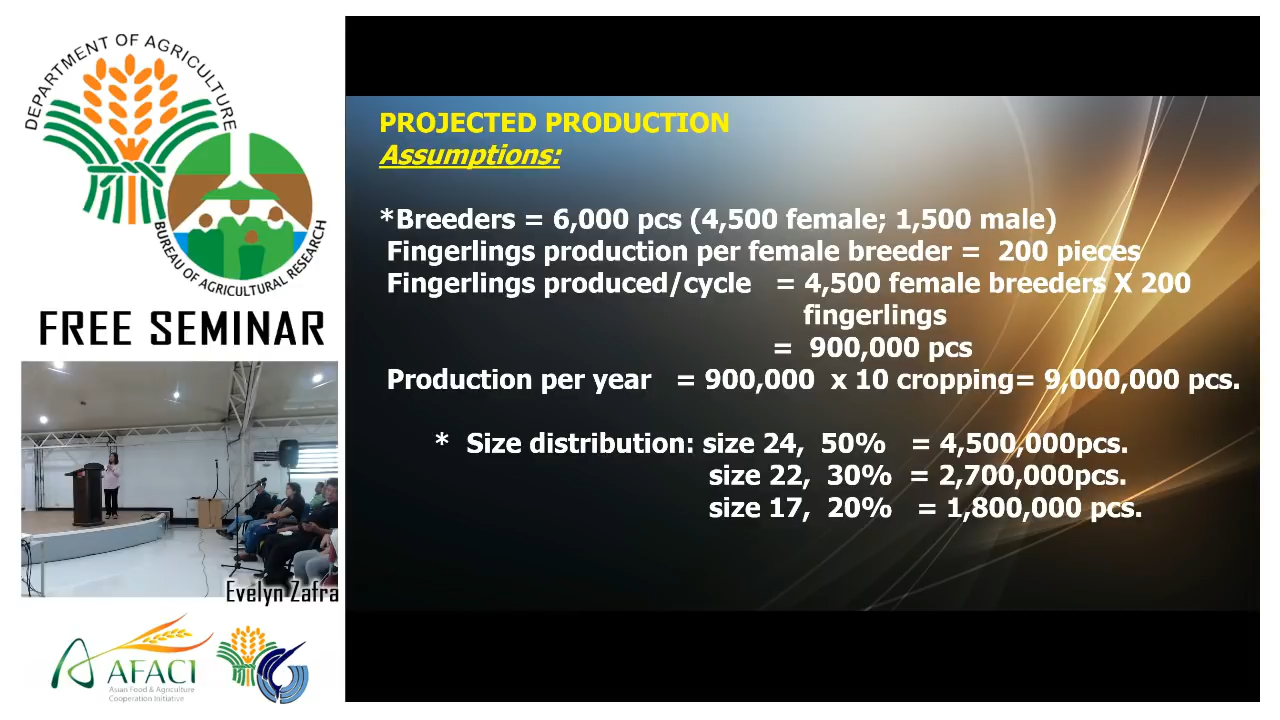 DEPARTMENT OF AGRICULTURE
BUREAU OF AGRICULTURAL RESEARCH
FREE SEMINAR
Evelyn Zafra
AFACI
Asian Food & Agriculture
Cooperation Initiative
PROJECTED PRODUCTION
Assumptions:
*Breeders = 6,000 pcs (4,500 female; 1,500 male)
Fingerlings production per female breeder = 200 pieces
Fingerlings produced/cycle = 4,500 female breeders X 200
fingerlings
= 900,000 pcs
Production per year = 900,000 x 10 cropping= 9,000,000 pcs.
* Size distribution: size 24, 50% = 4,500,000pcs.
size 22, 30% = 2,700,000pcs.
size 17, 20% = 1,800,000 pcs.